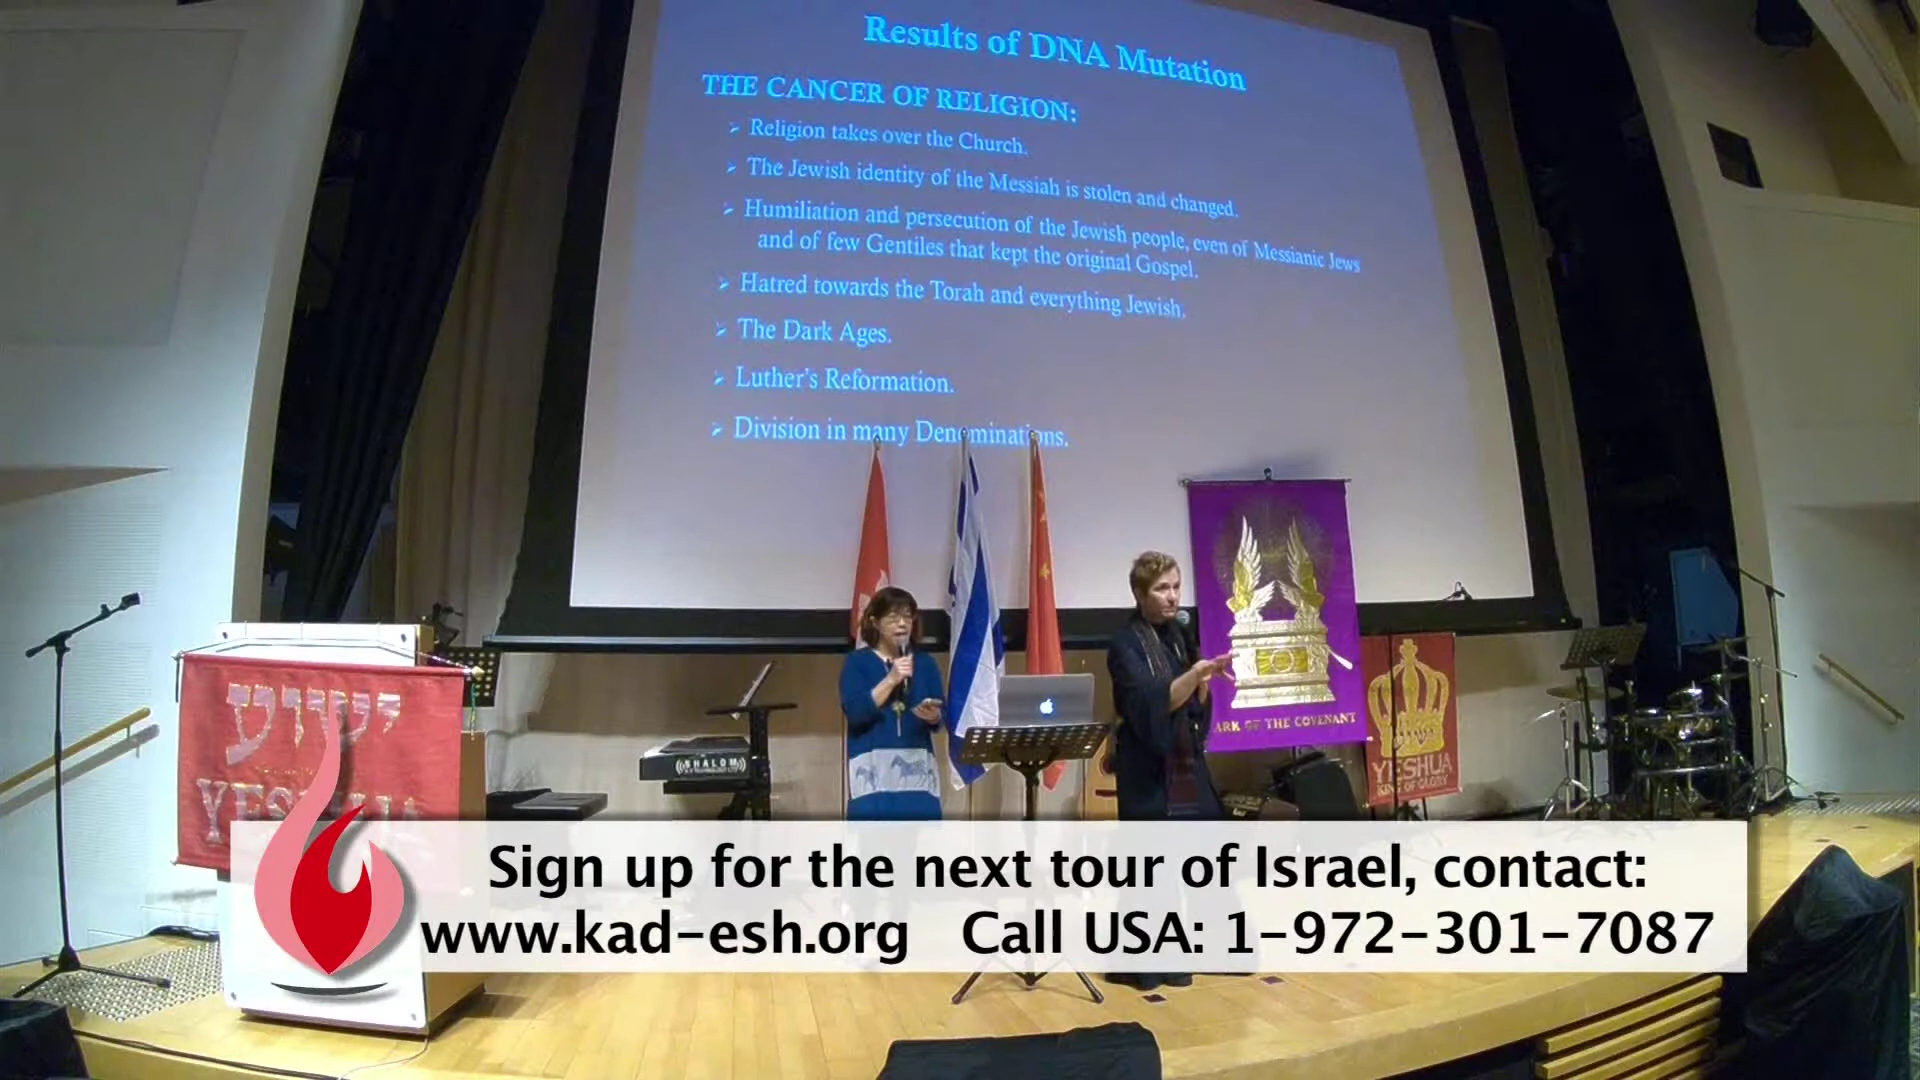 Results of DNA Mutation
THE CANCER OF RELIGION:
➢ Religion takes over the Church.
➢ The Jewish identity of the Messiah is stolen and changed.
➢ Humiliation and persecution of the Jewish people, even of Messianic Jews
and of few Gentiles that kept the original Gospel.
➢ Hatred towards the Torah and everything Jewish.
➢ The Dark Ages.
➢ Luther's Reformation.
➢ Division in many Denominations.
ישוע
YESHUA
SHALOM
ARK OF THE COVENANT
YESHUA
KING OF GLORY
Sign up for the next tour of Israel, contact:
www.kad-esh.org Call USA: 1-972-301-7087